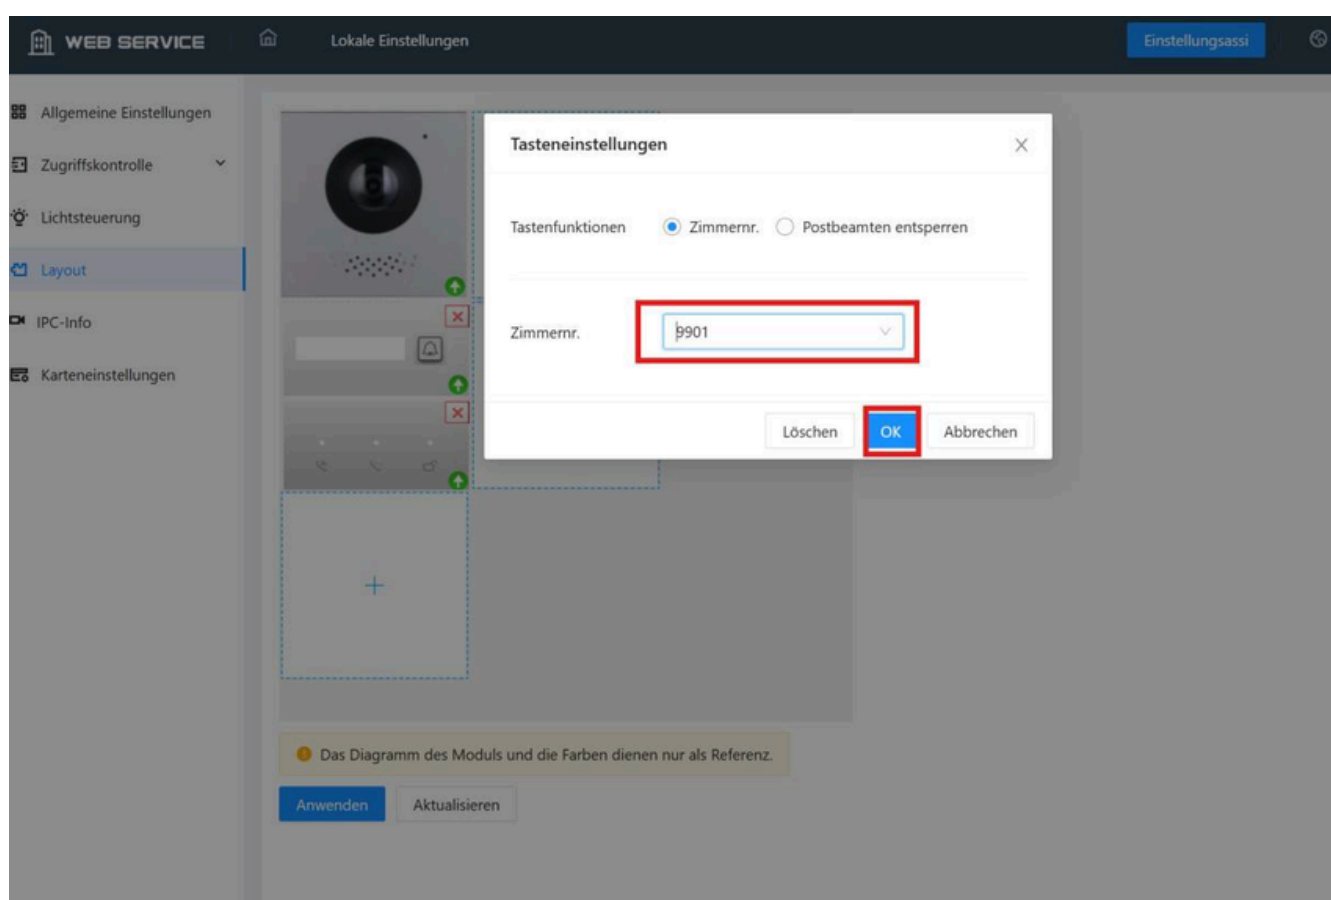 WEB SERVICE
Lokale Einstellungen
Einstellungsassi
Allgemeine Einstellungen
Zugriffskontrolle
Lichtsteuerung
Layout
IPC-Info
Karteneinstellungen
Tasteneinstellungen
Tastenfunktionen
Zimmernr.
Postbeamten entsperren
Zimmernr.
9901
Löschen
OK
Abbrechen
Das Diagramm des Moduls und die Farben dienen nur als Referenz.
Anwenden
Aktualisieren